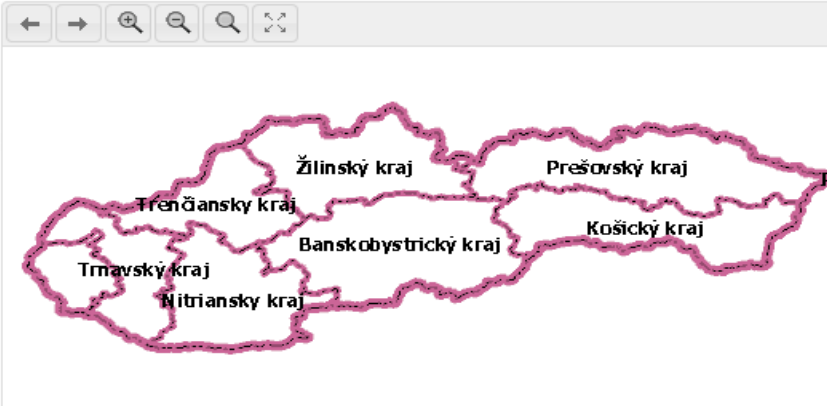 Žilinský kraj
Prešovský kraj
Trenčiansky kraj
Košický kraj
Banskobystrický kraj
Trnavský kraj
Nitriansky kraj